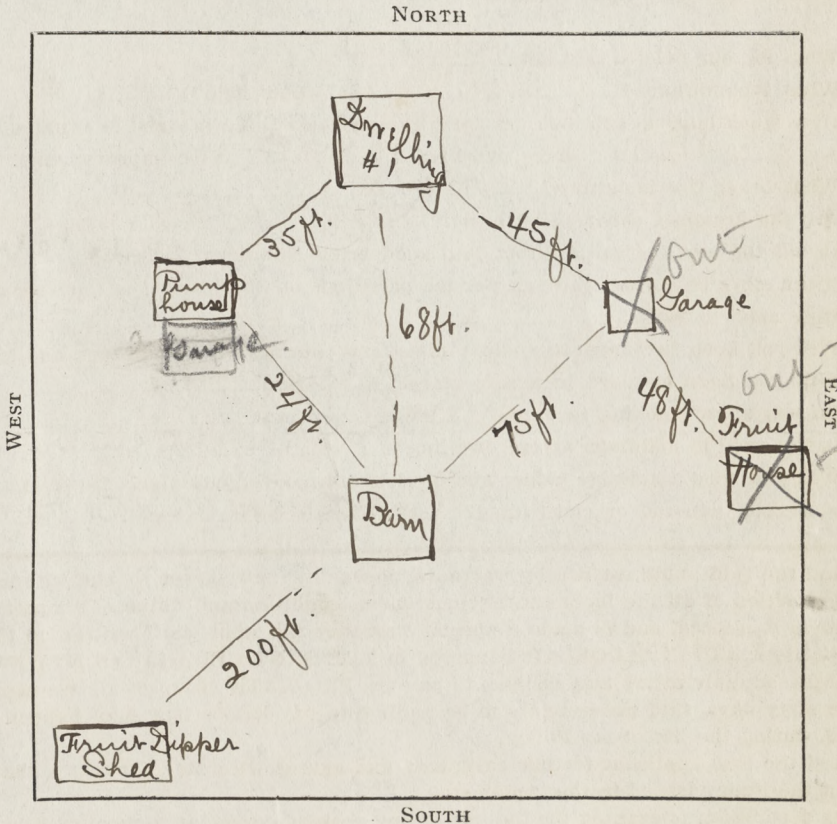 NORTH
Dwelling
#1
35ft.
45ft.
out
Pump
house
Garage
Garage
68ft.
out
WEST
EAST
24ft.
75ft.
48ft.
Fruit
House
Barn
200ft.
Fruit Dipper
Shed
SOUTH